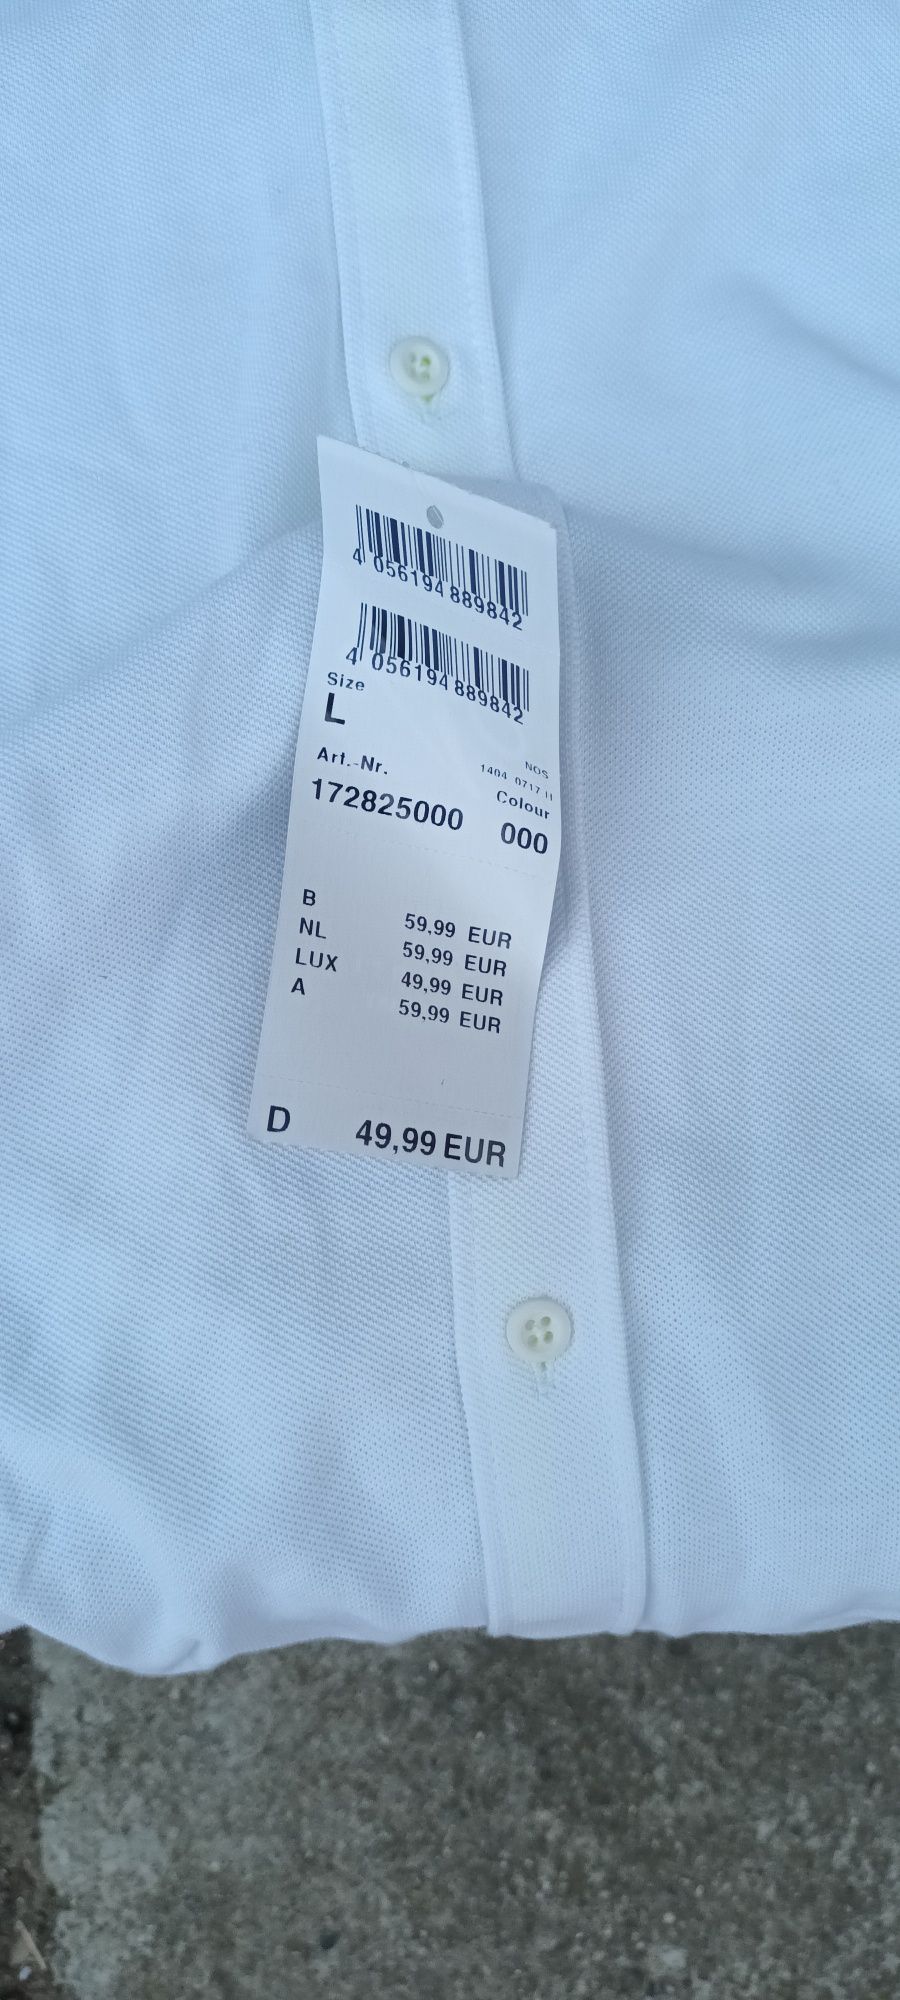 4 056194 889842
4 056194 889842
Size
L
NOS
1404 0717 II
Art.-Nr. Colour
172825000 000
B 59,99 EUR
NL 59,99 EUR
LUX 49,99 EUR
A 59,99 EUR
D 49,99 EUR